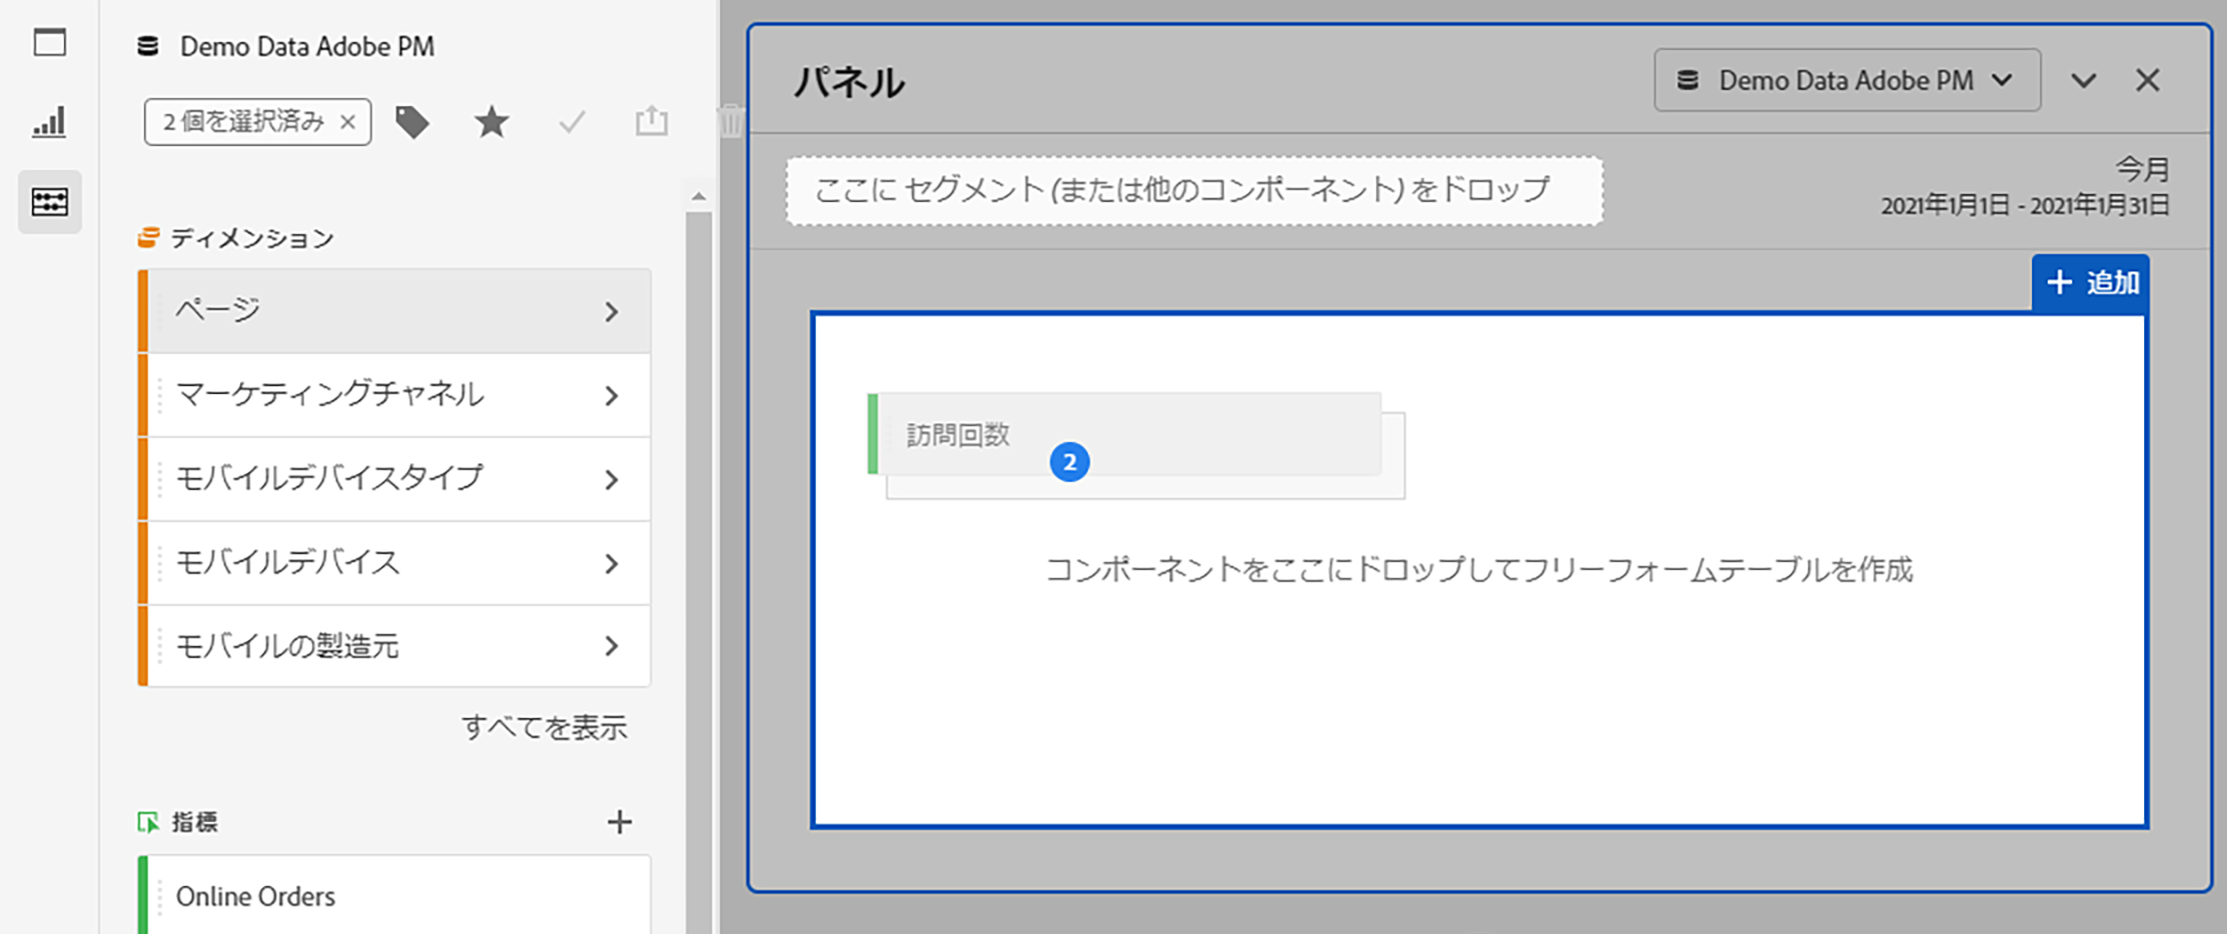 Demo Data Adobe PM
2 個を選択済み
ディメンション
ページ
マーケティングチャネル
モバイルデバイスタイプ
モバイルデバイス
モバイルの製造元
すべてを表示
指標
Online Orders
パネル
Demo Data Adobe PM
ここに セグメント (または他のコンポーネント) をドロップ
今月
2021年1月1日 - 2021年1月31日
追加
訪問回数
2
コンポーネントをここにドロップしてフリーフォームテーブルを作成